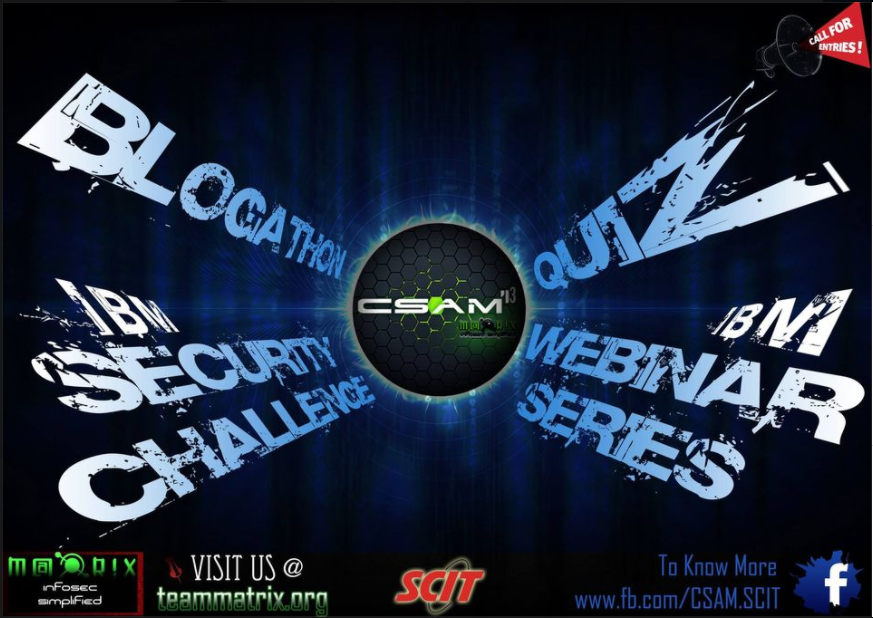 CALL FOR
ENTRIES!
BLOGATHON
QUIZ
CSAM'13
M@TRIX
IBM
SECURITY
CHALLENGE
IBM
WEBINAR
SERIES
M@TRIX
infosec
simplified
VISIT US @
teammatrix.org
SCIT
To Know More
www.fb.com/CSAM.SCIT
f